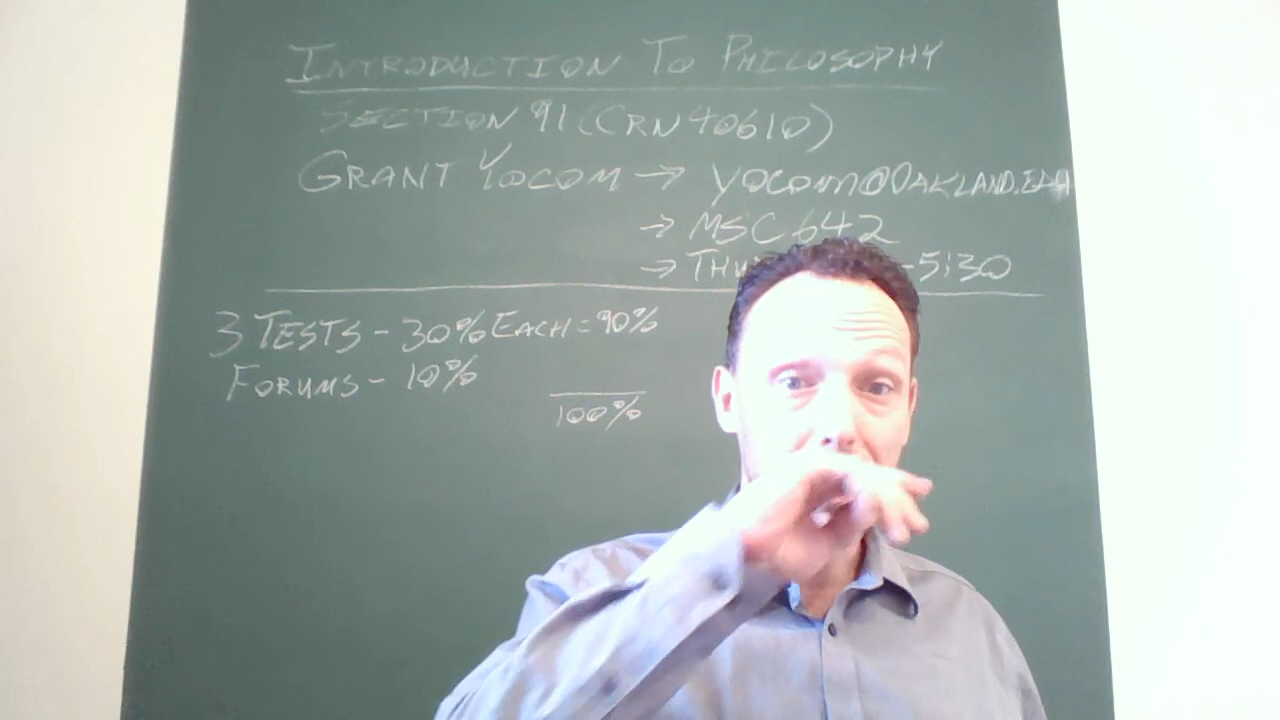 INTRODUCTION TO PHILOSOPHY
SECTION 91 (CRN 40610)
GRANT YOCOM → YOCOM@OAKLAND.EDU
→ MSC 642
→ THU -5:30
3 TESTS - 30% EACH = 90%
FORUMS - 10%
100%